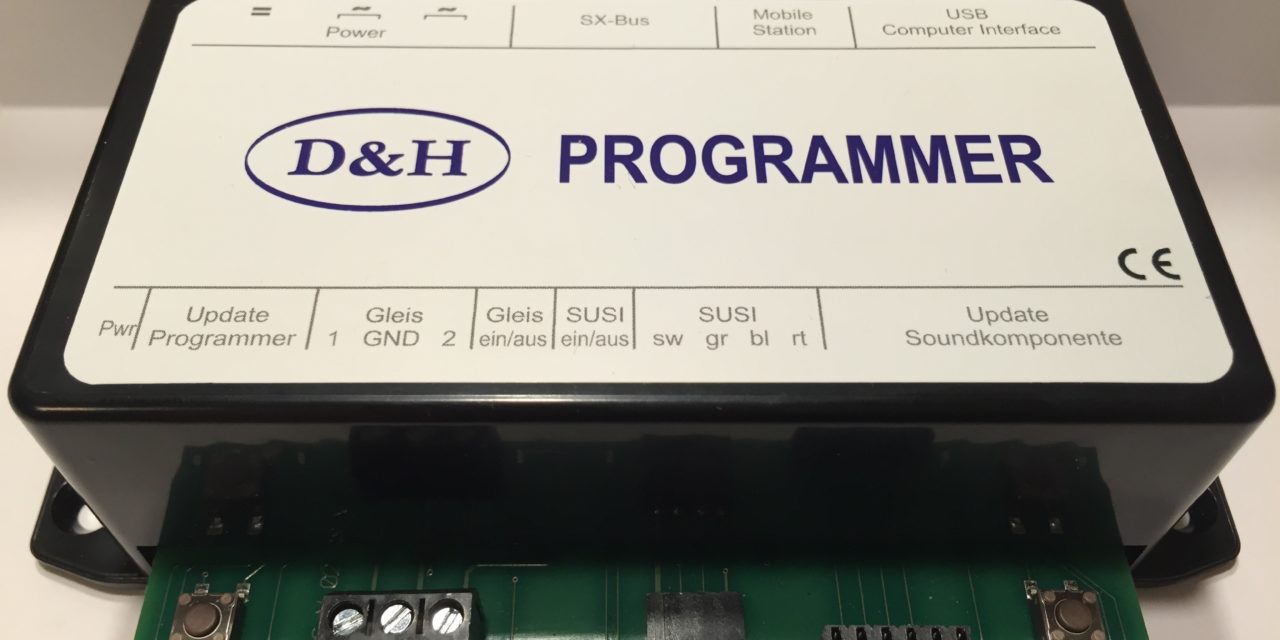 = ~ ~
Power
SX-Bus
Mobile
Station
USB
Computer Interface
D&H
PROGRAMMER
CE
Pwr
Update
Programmer
Gleis
1 GND 2
Gleis
ein/aus
SUSI
ein/aus
SUSI
sw gr bl rt
Update
Soundkomponente